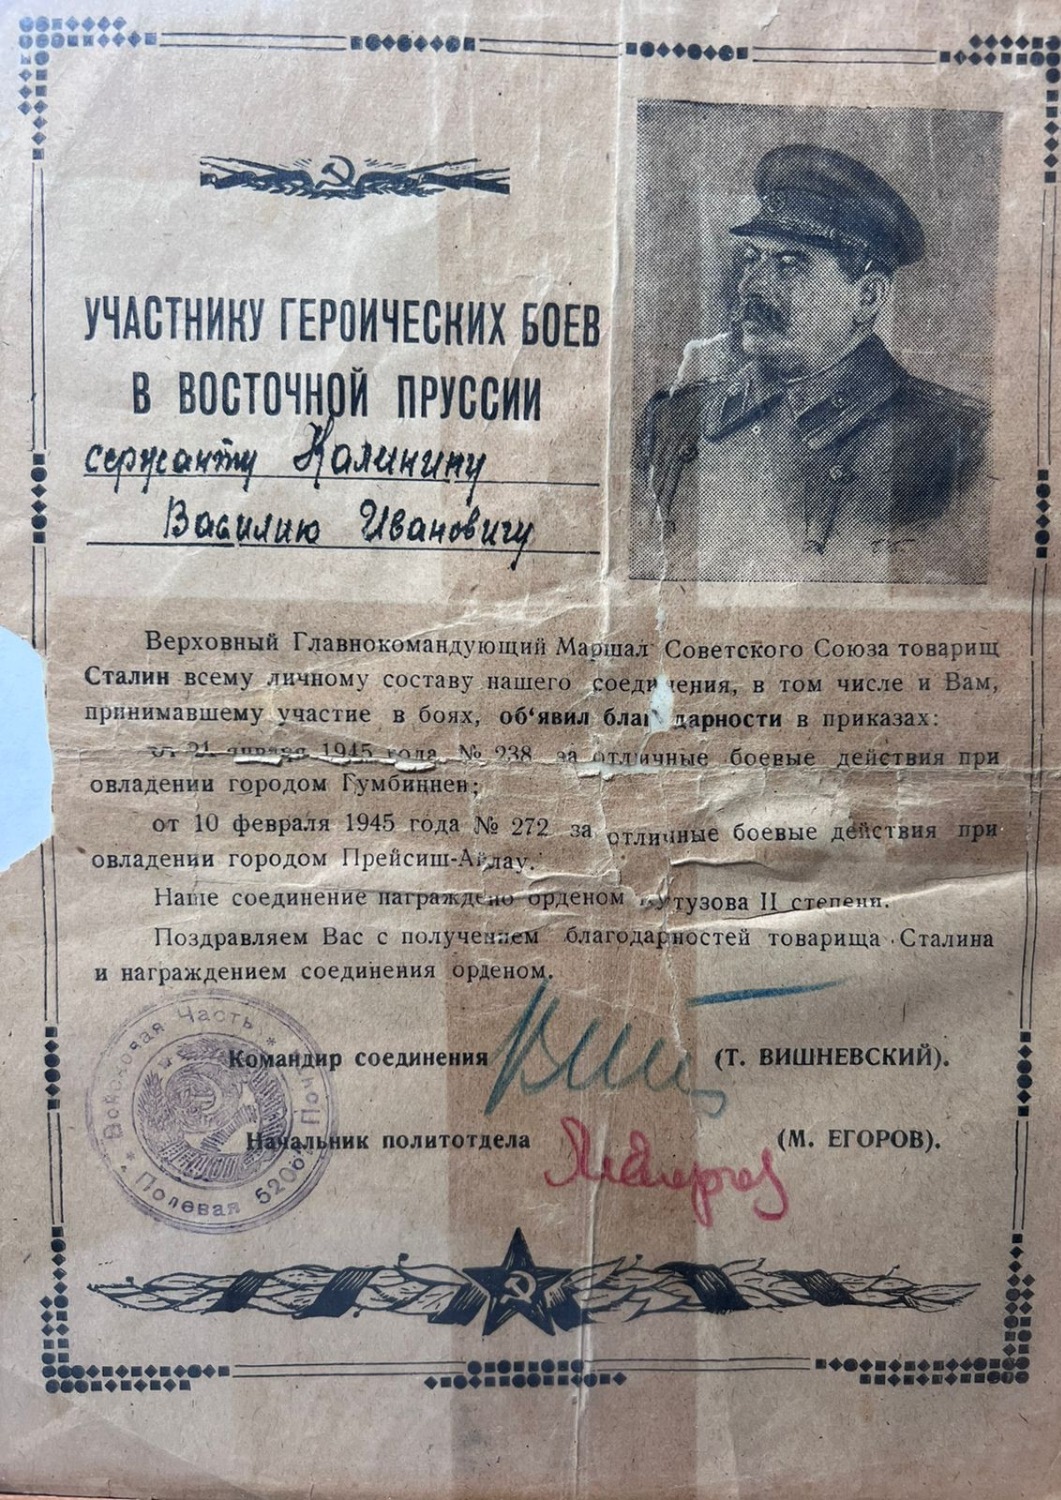 УЧАСТНИКУ ГЕРОИЧЕСКИХ БОЕВ
В ВОСТОЧНОЙ ПРУССИИ
сержанту Калинину
Василию Ивановичу
Верховный Главнокомандующий Маршал Советского Союза товарищ
Сталин всему личному составу нашего соединения, в том числе и Вам,
принимавшему участие в боях, об‘явил благодарности в приказах:
от 21 января 1945 года № 238 за отличные боевые действия при
овладении городом Гумбиннен;
от 10 февраля 1945 года № 272 за отличные боевые действия при
овладении городом Прейсиш-Айлау.
Наше соединение награждено орденом Кутузова II степени.
Поздравляем Вас с получением благодарностей товарища Сталина
и награждением соединения орденом.
Командир соединения (Т. ВИШНЕВСКИЙ).
Начальник политотдела (М. ЕГОРОВ).
Войсковая Часть
Полевая Почта